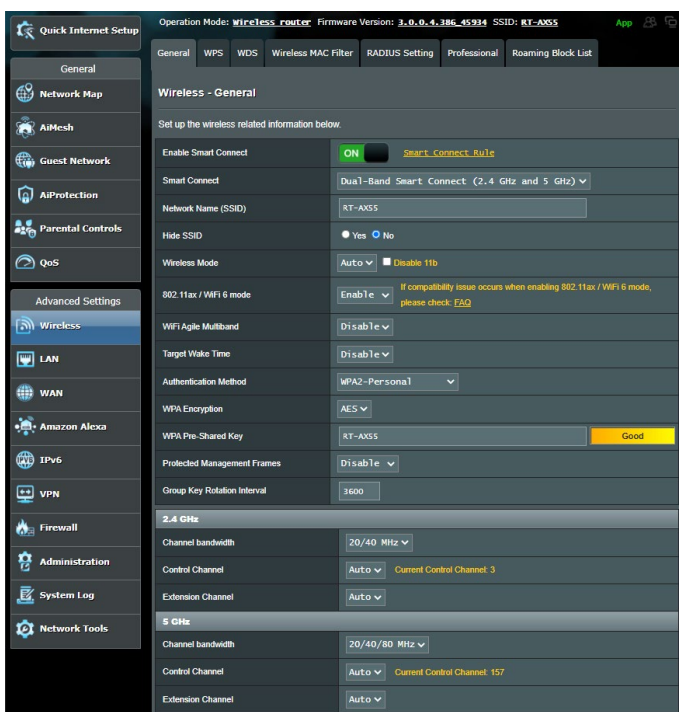 Quick Internet Setup
General
Network Map
AiMesh
Guest Network
AiProtection
Parental Controls
QoS
Advanced Settings
Wireless
LAN
WAN
Amazon Alexa
IPv6
VPN
Firewall
Administration
System Log
Network Tools
Operation Mode: Wireless router Firmware Version: 3.0.0.4.386_45934 SSID: RT-AX55 App
General WPS WDS Wireless MAC Filter RADIUS Setting Professional Roaming Block List
Wireless - General
Set up the wireless related information below.
Enable Smart Connect ON Smart Connect Rule
Smart Connect Dual-Band Smart Connect (2.4 GHz and 5 GHz)
Network Name (SSID) RT-AX55
Hide SSID Yes No
Wireless Mode Auto Disable 11b
802.11ax / WiFi 6 mode Enable If compatibility issue occurs when enabling 802.11ax / WiFi 6 mode,
please check: FAQ
WiFi Agile Multiband Disable
Target Wake Time Disable
Authentication Method WPA2-Personal
WPA Encryption AES
WPA Pre-Shared Key RT-AX55 Good
Protected Management Frames Disable
Group Key Rotation Interval 3600
2.4 GHz
Channel bandwidth 20/40 MHz
Control Channel Auto Current Control Channel: 3
Extension Channel Auto
5 GHz
Channel bandwidth 20/40/80 MHz
Control Channel Auto Current Control Channel: 157
Extension Channel Auto